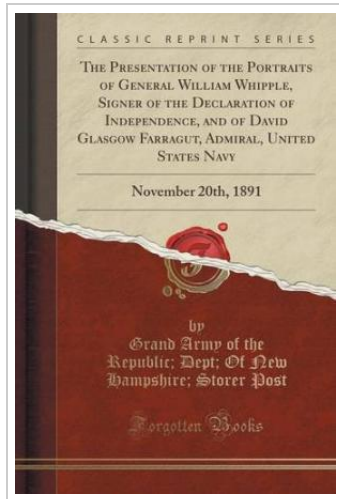 CLASSIC REPRINT SERIES
THE PRESENTATION OF THE PORTRAITS
OF GENERAL WILLIAM WHIPPLE,
SIGNER OF THE DECLARATION OF
INDEPENDENCE, AND OF DAVID
GLASGOW FARRAGUT, ADMIRAL, UNITED
STATES NAVY
NOVEMBER 20TH, 1891
by
Grand Army of the
Republic; Dept; Of New
Hampshire; Storer Post
Forgotten Books